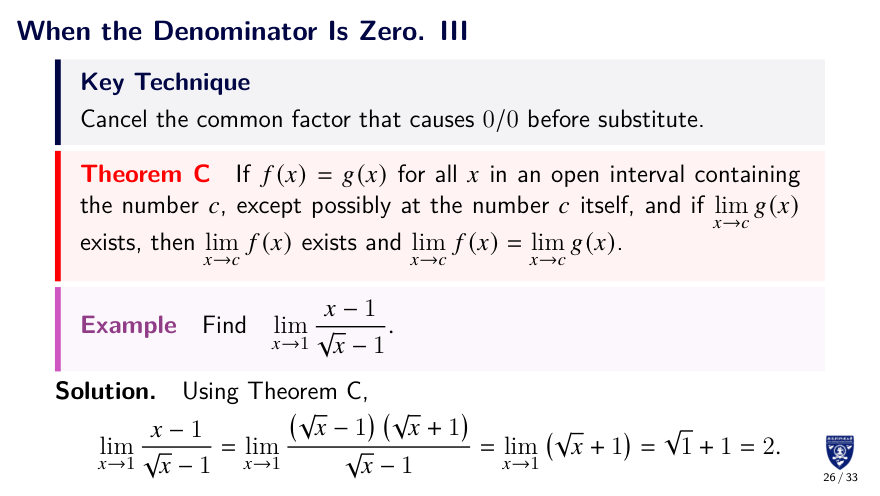 When the Denominator Is Zero. III
Key Technique
Cancel the common factor that causes 0/0 before substitute.
Theorem C If f(x) = g(x) for all x in an open interval containing
the number c, except possibly at the number c itself, and if lim_{x→c} g(x)
exists, then lim_{x→c} f(x) exists and lim_{x→c} f(x) = lim_{x→c} g(x).
Example Find lim_{x→1} (x − 1)/(√x − 1).
Solution. Using Theorem C,
lim_{x→1} (x − 1)/(√x − 1) = lim_{x→1} ((√x − 1)(√x + 1))/(√x − 1) = lim_{x→1} (√x + 1) = √1 + 1 = 2.
26 / 33